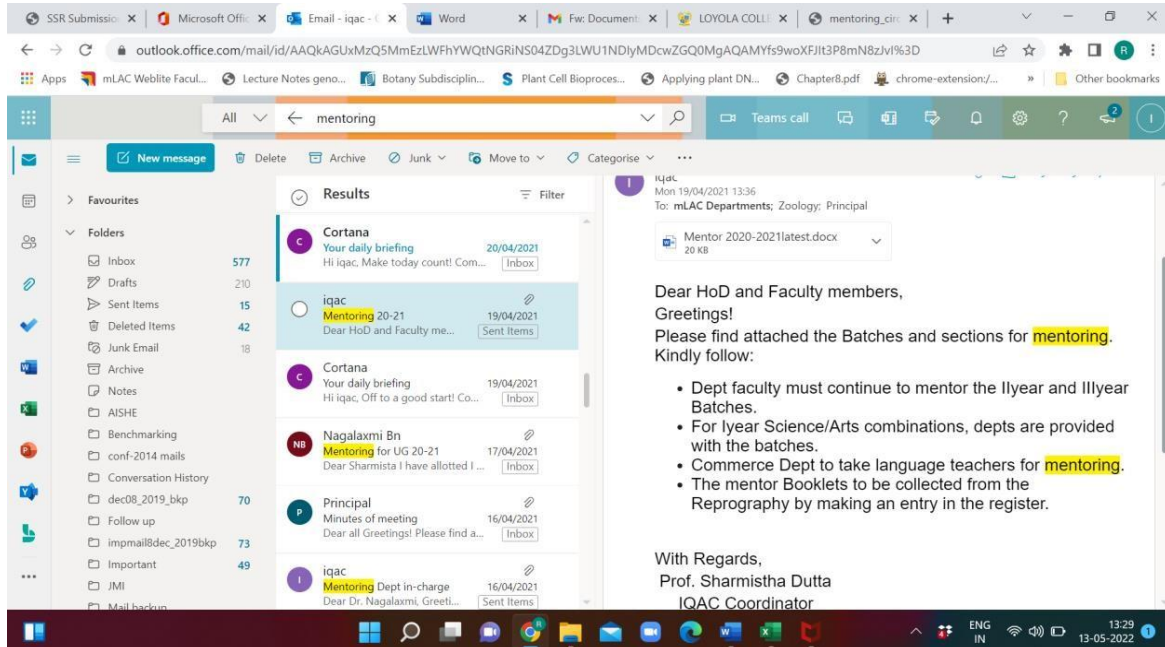 SSR Submissio
Microsoft Offic
Email - iqac -
Word
Fw: Document
LOYOLA COLL
mentoring_circ
outlook.office.com/mail/id/AAQkAGUxMzQ5MmEzLWFhYWQtNGRiNS04ZDg3LWU1NDIyMDcwZGQ0MgAQAMYfs9woXFJIt3P8mN8zJvI%3D
R
Apps
mLAC Weblite Facul...
Lecture Notes geno...
Botany Subdisciplin...
Plant Cell Bioproces...
Applying plant DN...
Chapter8.pdf
chrome-extension:/...
Other bookmarks
All
mentoring
Teams call
2
I
New message
Delete
Archive
Junk
Move to
Categorise
Favourites
Folders
Inbox 577
Drafts 210
Sent Items 15
Deleted Items 42
Junk Email 18
Archive
Notes
AISHE
Benchmarking
conf-2014 mails
Conversation History
dec08_2019_bkp 70
Follow up
impmail8dec_2019bkp 73
Important 49
JMI
Mail backup
Results
Filter
C
Cortana
Your daily briefing 20/04/2021
Hi iqac, Make today count! Com... Inbox
iqac
Mentoring 20-21 19/04/2021
Dear HoD and Faculty me... Sent Items
C
Cortana
Your daily briefing 19/04/2021
Hi iqac, Off to a good start! Co... Inbox
NB
Nagalaxmi Bn
Mentoring for UG 20-21 17/04/2021
Dear Sharmista I have allotted I ... Inbox
P
Principal
Minutes of meeting 16/04/2021
Dear all Greetings! Please find a... Inbox
I
iqac
Mentoring Dept in-charge 16/04/2021
Dear Dr. Nagalaxmi, Greeti... Sent Items
I
iqac
Mon 19/04/2021 13:36
To: mLAC Departments; Zoology; Principal
Mentor 2020-2021latest.docx
20 KB
Dear HoD and Faculty members,
Greetings!
Please find attached the Batches and sections for mentoring.
Kindly follow:
• Dept faculty must continue to mentor the IIyear and IIIyear
Batches.
• For Iyear Science/Arts combinations, depts are provided
with the batches.
• Commerce Dept to take language teachers for mentoring.
• The mentor Booklets to be collected from the
Reprography by making an entry in the register.
With Regards,
Prof. Sharmistha Dutta
IQAC Coordinator
ENG
IN
13:29
13-05-2022
1